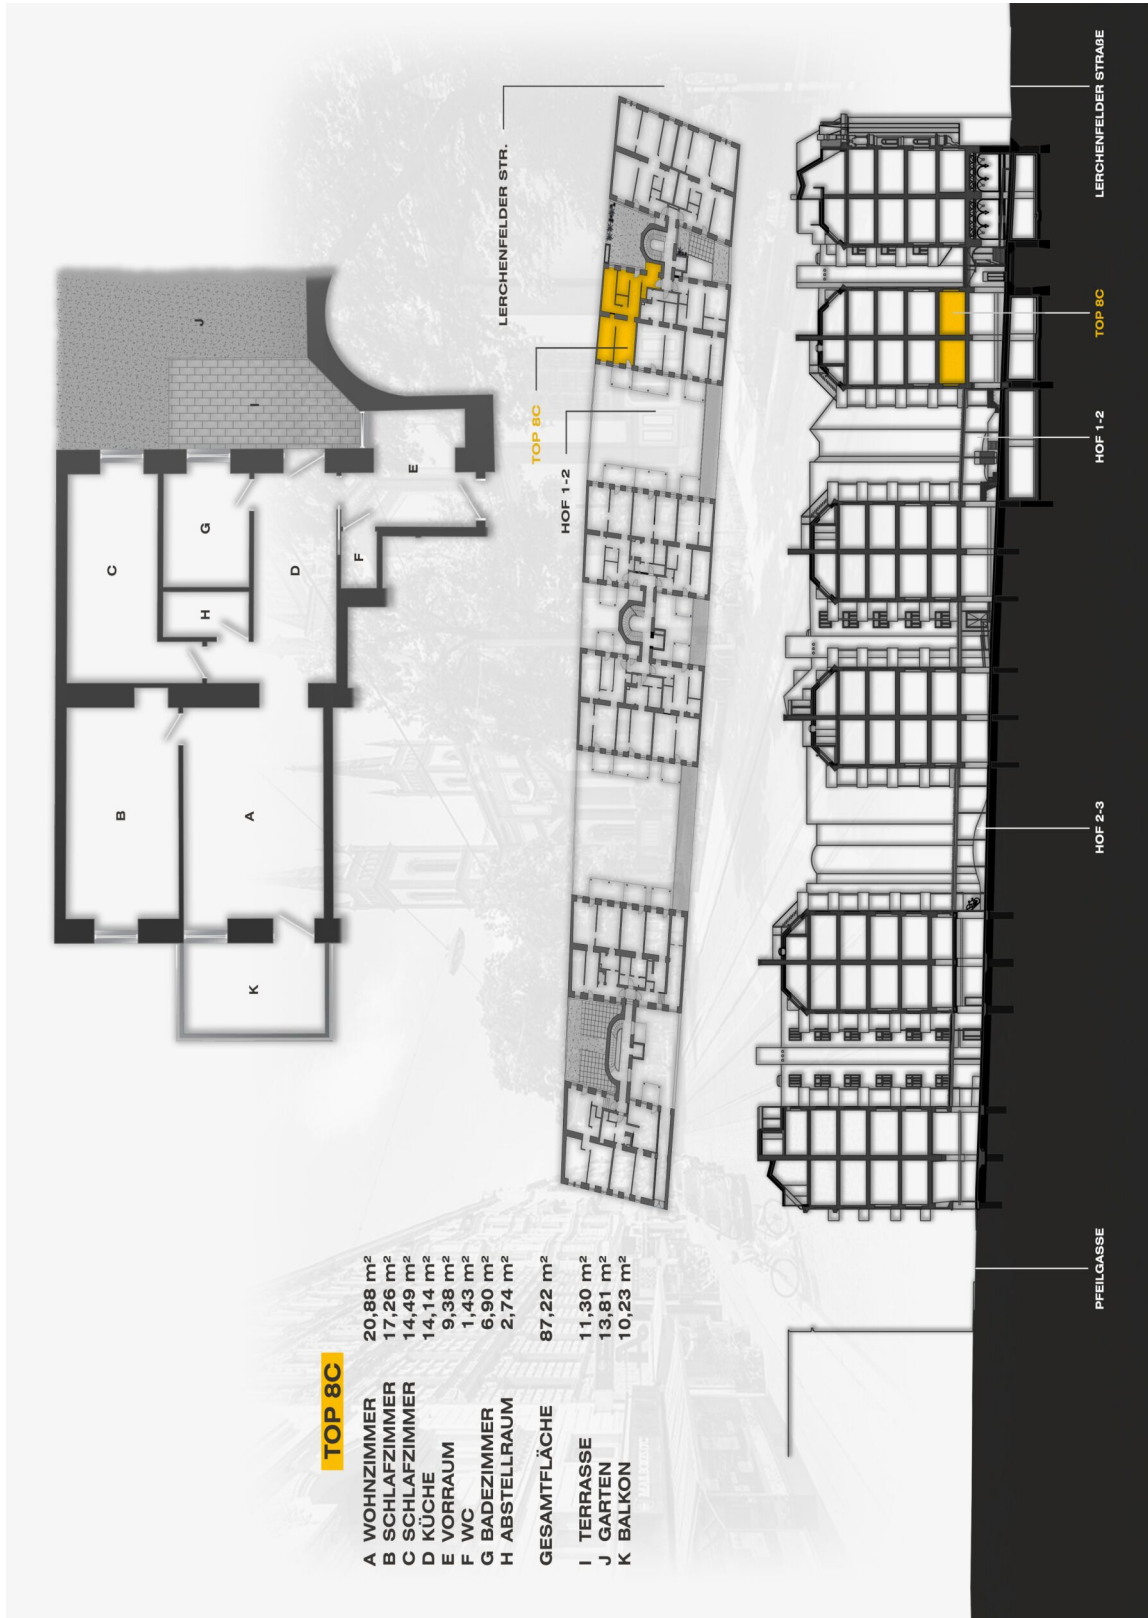 TOP 8C
A WOHNZIMMER 20,88 m²
B SCHLAFZIMMER 17,26 m²
C SCHLAFZIMMER 14,49 m²
D KÜCHE 14,14 m²
E VORRAUM 9,38 m²
F WC 1,43 m²
G BADEZIMMER 6,90 m²
H ABSTELLRAUM 2,74 m²
GESAMTFLÄCHE 87,22 m²
I TERRASSE 11,30 m²
J GARTEN 13,81 m²
K BALKON 10,23 m²
B
C
J
G
H
I
A
K
D
F
E
LERCHENFELDER STR.
TOP 8C
HOF 1-2
PFEILGASSE
HOF 2-3
HOF 1-2
TOP 8C
LERCHENFELDER STRAßE